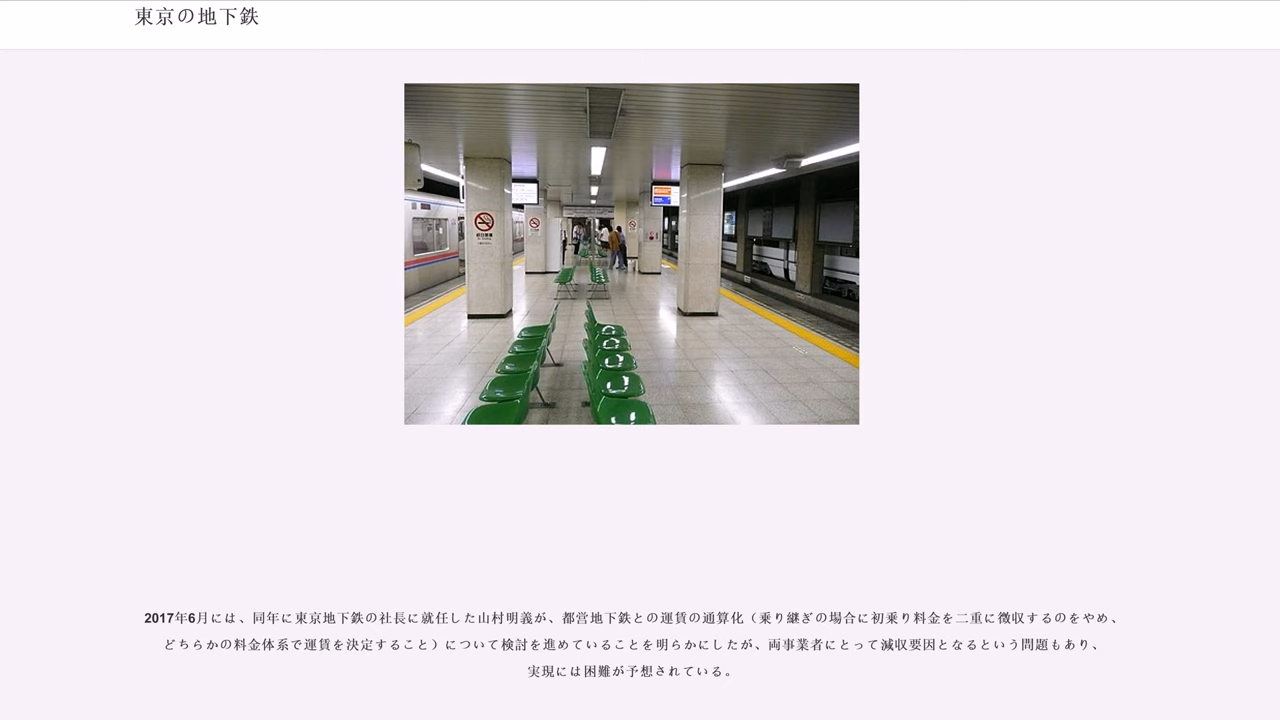 東京の地下鉄
2017年6月には、同年に東京地下鉄の社長に就任した山村明義が、都営地下鉄との運賃の通算化（乗り継ぎの場合に初乗り料金を二重に徴収するのをやめ、
どちらかの料金体系で運賃を決定すること）について検討を進めていることを明らかにしたが、両事業者にとって減収要因となるという問題もあり、
実現には困難が予想されている。